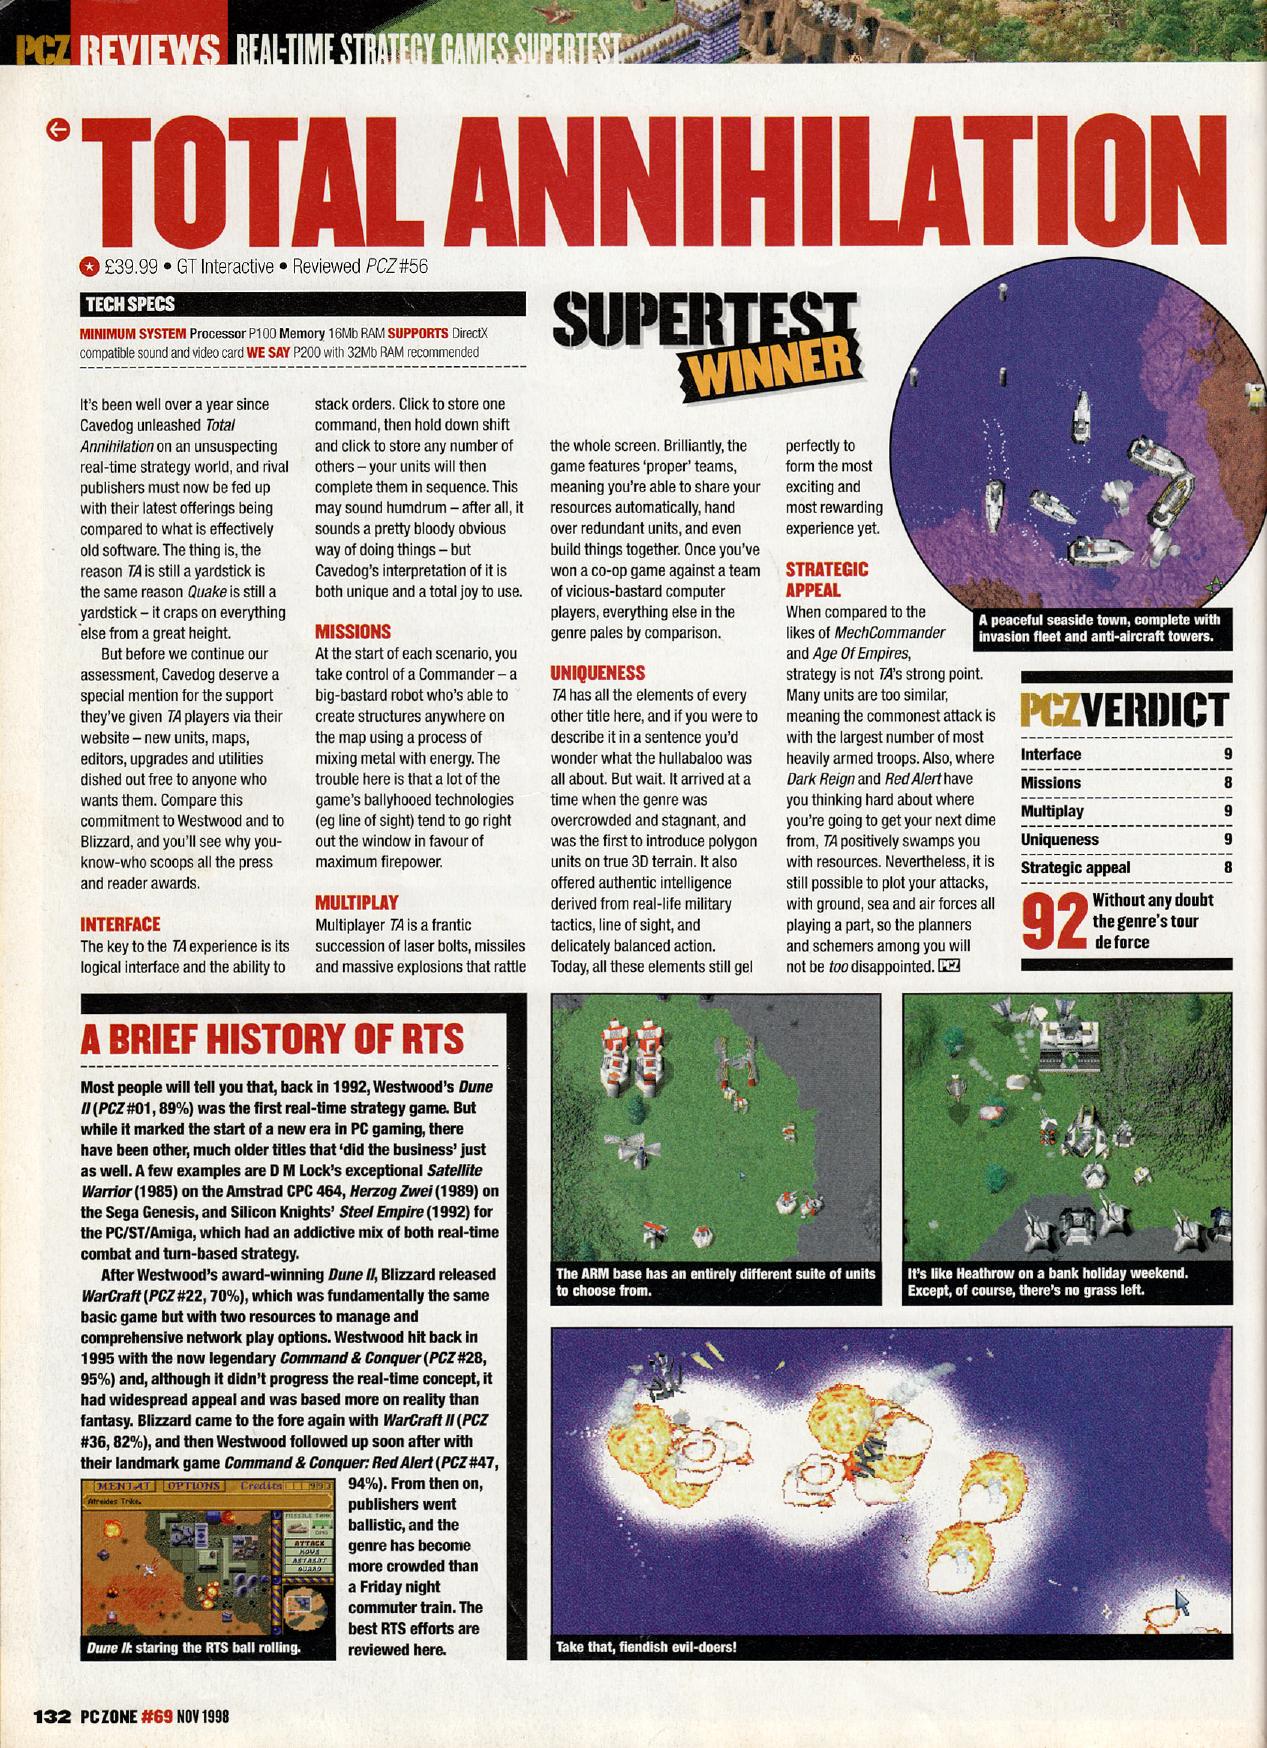 PCZ REVIEWS REAL-TIME STRATEGY GAMES SUPERTEST
TOTAL ANNIHILATION
£39.99 • GT Interactive • Reviewed PCZ #56
TECH SPECS
MINIMUM SYSTEM Processor P100 Memory 16Mb RAM SUPPORTS DirectX
compatible sound and video card WE SAY P200 with 32Mb RAM recommended
It's been well over a year since
Cavedog unleashed Total
Annihilation on an unsuspecting
real-time strategy world, and rival
publishers must now be fed up
with their latest offerings being
compared to what is effectively
old software. The thing is, the
reason TA is still a yardstick is
the same reason Quake is still a
yardstick – it craps on everything
else from a great height.
But before we continue our
assessment, Cavedog deserve a
special mention for the support
they've given TA players via their
website – new units, maps,
editors, upgrades and utilities
dished out free to anyone who
wants them. Compare this
commitment to Westwood and to
Blizzard, and you'll see why you-
know-who scoops all the press
and reader awards.
INTERFACE
The key to the TA experience is its
logical interface and the ability to
stack orders. Click to store one
command, then hold down shift
and click to store any number of
others – your units will then
complete them in sequence. This
may sound humdrum – after all, it
sounds a pretty bloody obvious
way of doing things – but
Cavedog's interpretation of it is
both unique and a total joy to use.
MISSIONS
At the start of each scenario, you
take control of a Commander – a
big-bastard robot who's able to
create structures anywhere on
the map using a process of
mixing metal with energy. The
trouble here is that a lot of the
game's ballyhooed technologies
(eg line of sight) tend to go right
out the window in favour of
maximum firepower.
MULTIPLAY
Multiplayer TA is a frantic
succession of laser bolts, missiles
and massive explosions that rattle
SUPERTEST
WINNER
the whole screen. Brilliantly, the
game features 'proper' teams,
meaning you're able to share your
resources automatically, hand
over redundant units, and even
build things together. Once you've
won a co-op game against a team
of vicious-bastard computer
players, everything else in the
genre pales by comparison.
UNIQUENESS
TA has all the elements of every
other title here, and if you were to
describe it in a sentence you'd
wonder what the hullabaloo was
all about. But wait. It arrived at a
time when the genre was
overcrowded and stagnant, and
was the first to introduce polygon
units on true 3D terrain. It also
offered authentic intelligence
derived from real-life military
tactics, line of sight, and
delicately balanced action.
Today, all these elements still gel
perfectly to
form the most
exciting and
most rewarding
experience yet.
STRATEGIC
APPEAL
When compared to the
likes of MechCommander
and Age Of Empires,
strategy is not TA's strong point.
Many units are too similar,
meaning the commonest attack is
with the largest number of most
heavily armed troops. Also, where
Dark Reign and Red Alert have
you thinking hard about where
you're going to get your next dime
from, TA positively swamps you
with resources. Nevertheless, it is
still possible to plot your attacks,
with ground, sea and air forces all
playing a part, so the planners
and schemers among you will
not be too disappointed. PCZ
A peaceful seaside town, complete with
invasion fleet and anti-aircraft towers.
PCZVERDICT
Interface 9
Missions 8
Multiplay 9
Uniqueness 9
Strategic appeal 8
92 Without any doubt
the genre's tour
de force
A BRIEF HISTORY OF RTS
Most people will tell you that, back in 1992, Westwood's Dune
II (PCZ #01, 89%) was the first real-time strategy game. But
while it marked the start of a new era in PC gaming, there
have been other, much older titles that 'did the business' just
as well. A few examples are D M Lock's exceptional Satellite
Warrior (1985) on the Amstrad CPC 464, Herzog Zwei (1989) on
the Sega Genesis, and Silicon Knights' Steel Empire (1992) for
the PC/ST/Amiga, which had an addictive mix of both real-time
combat and turn-based strategy.
After Westwood's award-winning Dune II, Blizzard released
WarCraft (PCZ #22, 70%), which was fundamentally the same
basic game but with two resources to manage and
comprehensive network play options. Westwood hit back in
1995 with the now legendary Command & Conquer (PCZ #28,
95%) and, although it didn't progress the real-time concept, it
had widespread appeal and was based more on reality than
fantasy. Blizzard came to the fore again with WarCraft II (PCZ
#36, 82%), and then Westwood followed up soon after with
their landmark game Command & Conquer: Red Alert (PCZ #47,
94%). From then on,
publishers went
ballistic, and the
genre has become
more crowded than
a Friday night
commuter train. The
best RTS efforts are
reviewed here.
MENTAT OPTIONS Credits
Atreides Trike.
MISSILE TANK
DMG
ATTACK
MOVE
RETREAT
GUARD
Dune II: staring the RTS ball rolling.
The ARM base has an entirely different suite of units
to choose from.
It's like Heathrow on a bank holiday weekend.
Except, of course, there's no grass left.
Take that, fiendish evil-doers!
132 PC ZONE #69 NOV 1998